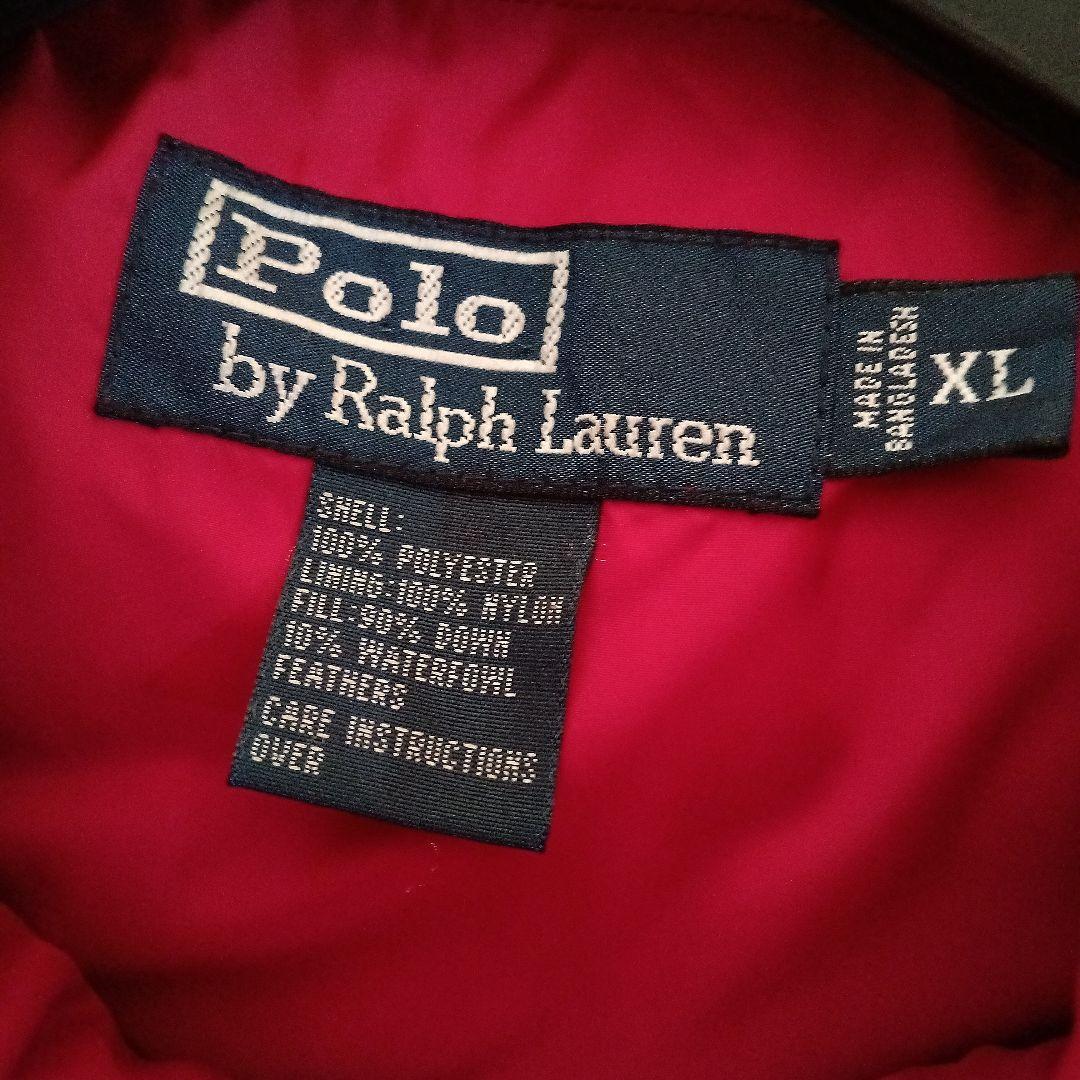 Polo
by Ralph Lauren
MADE IN
BANGLADESH
XL
SHELL:
100% POLYESTER
LINING:100% NYLON
FILL:90% DOWN
10% WATERFOWL
FEATHERS
CARE INSTRUCTIONS
OVER